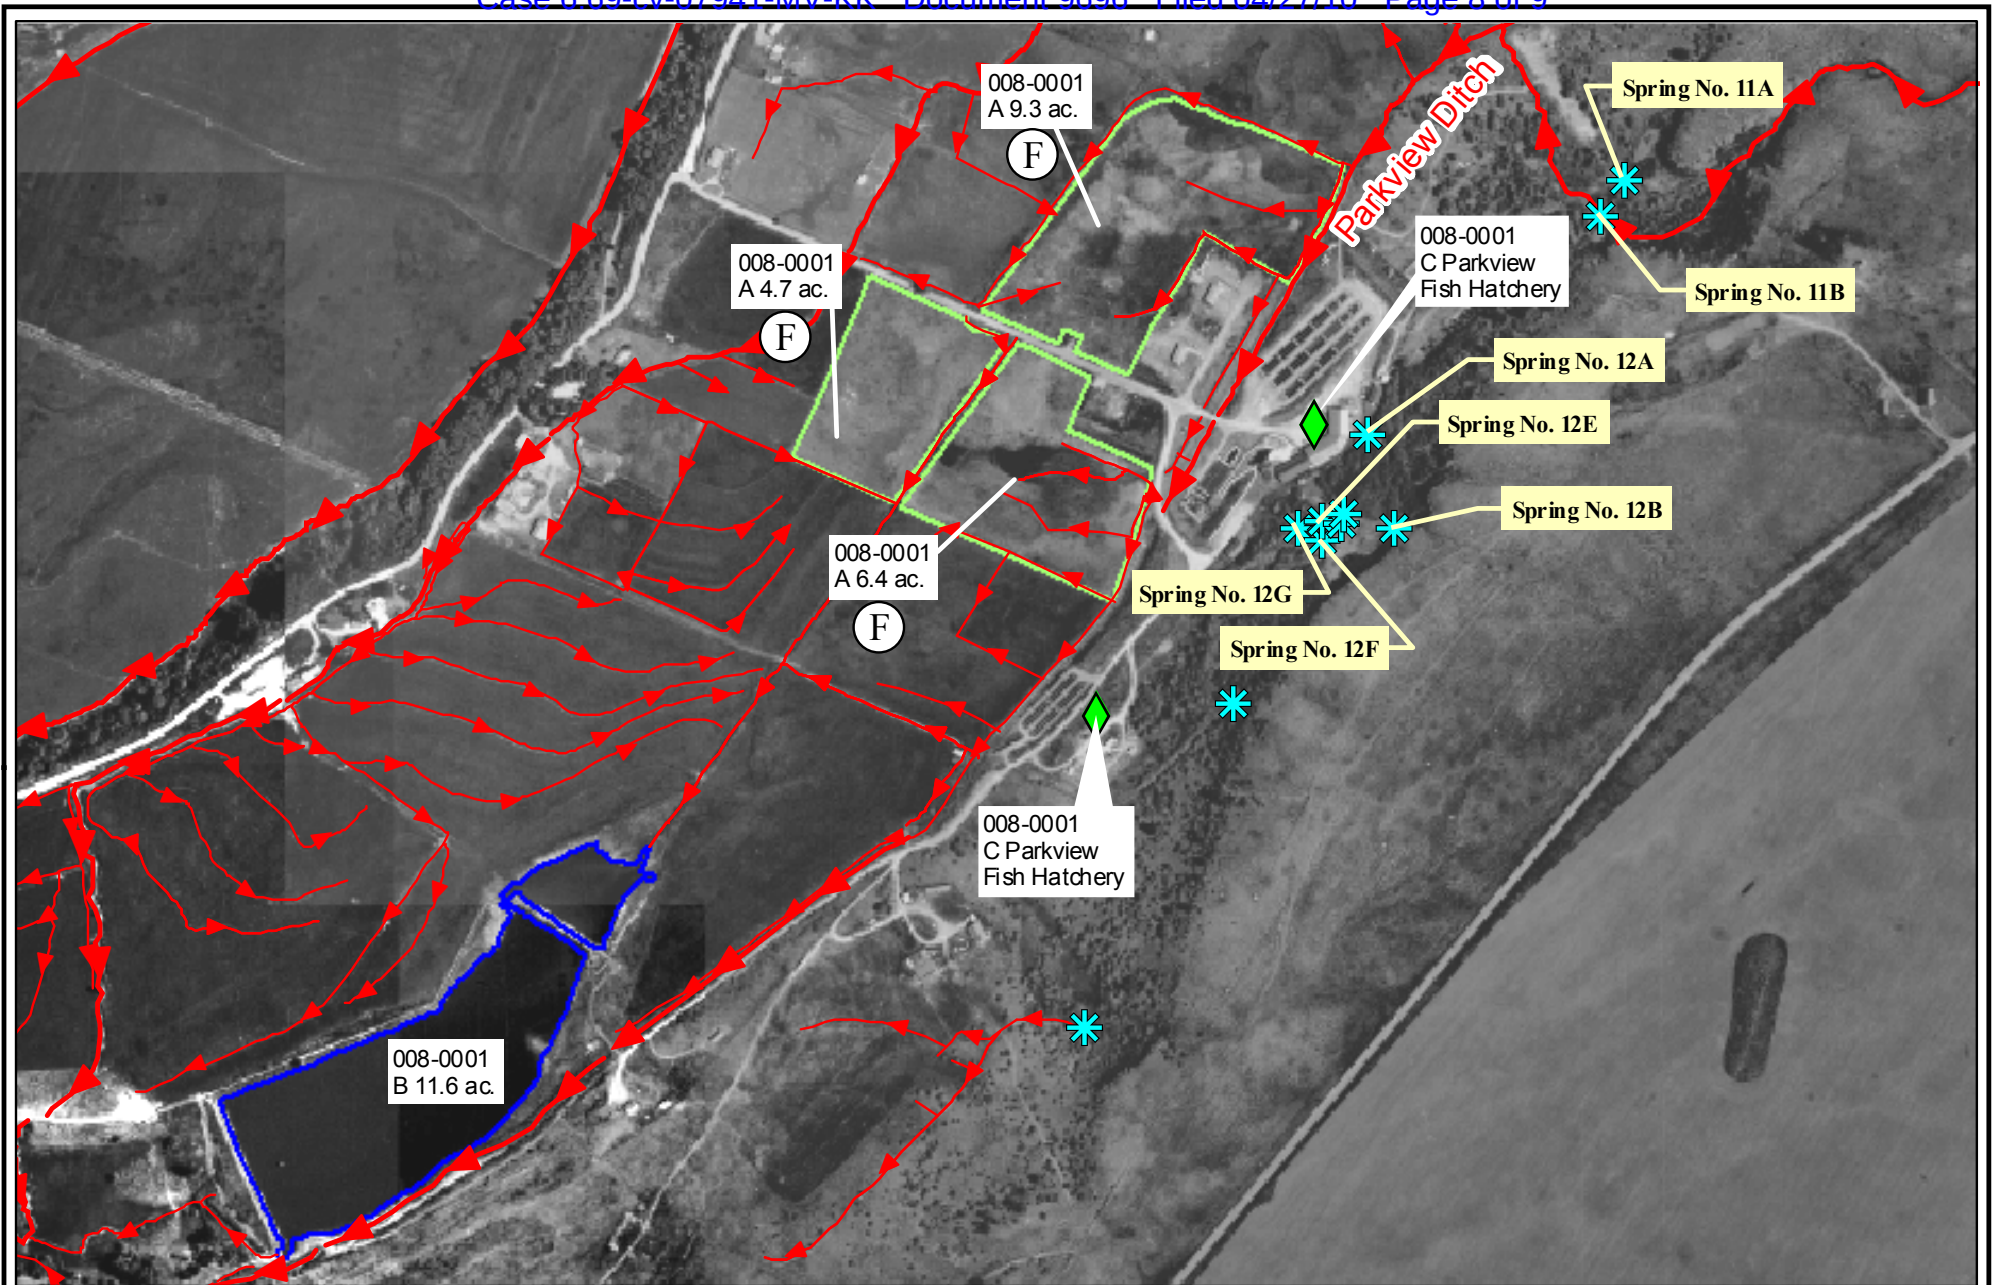 008-0001
A 9.3 ac.
F
Spring No. 11A
Parkview Ditch
008-0001
C Parkview
Fish Hatchery
008-0001
A 4.7 ac.
F
Spring No. 11B
Spring No. 12A
Spring No. 12E
Spring No. 12B
008-0001
A 6.4 ac.
F
Spring No. 12G
Spring No. 12F
008-0001
C Parkview
Fish Hatchery
008-0001
B 11.6 ac.